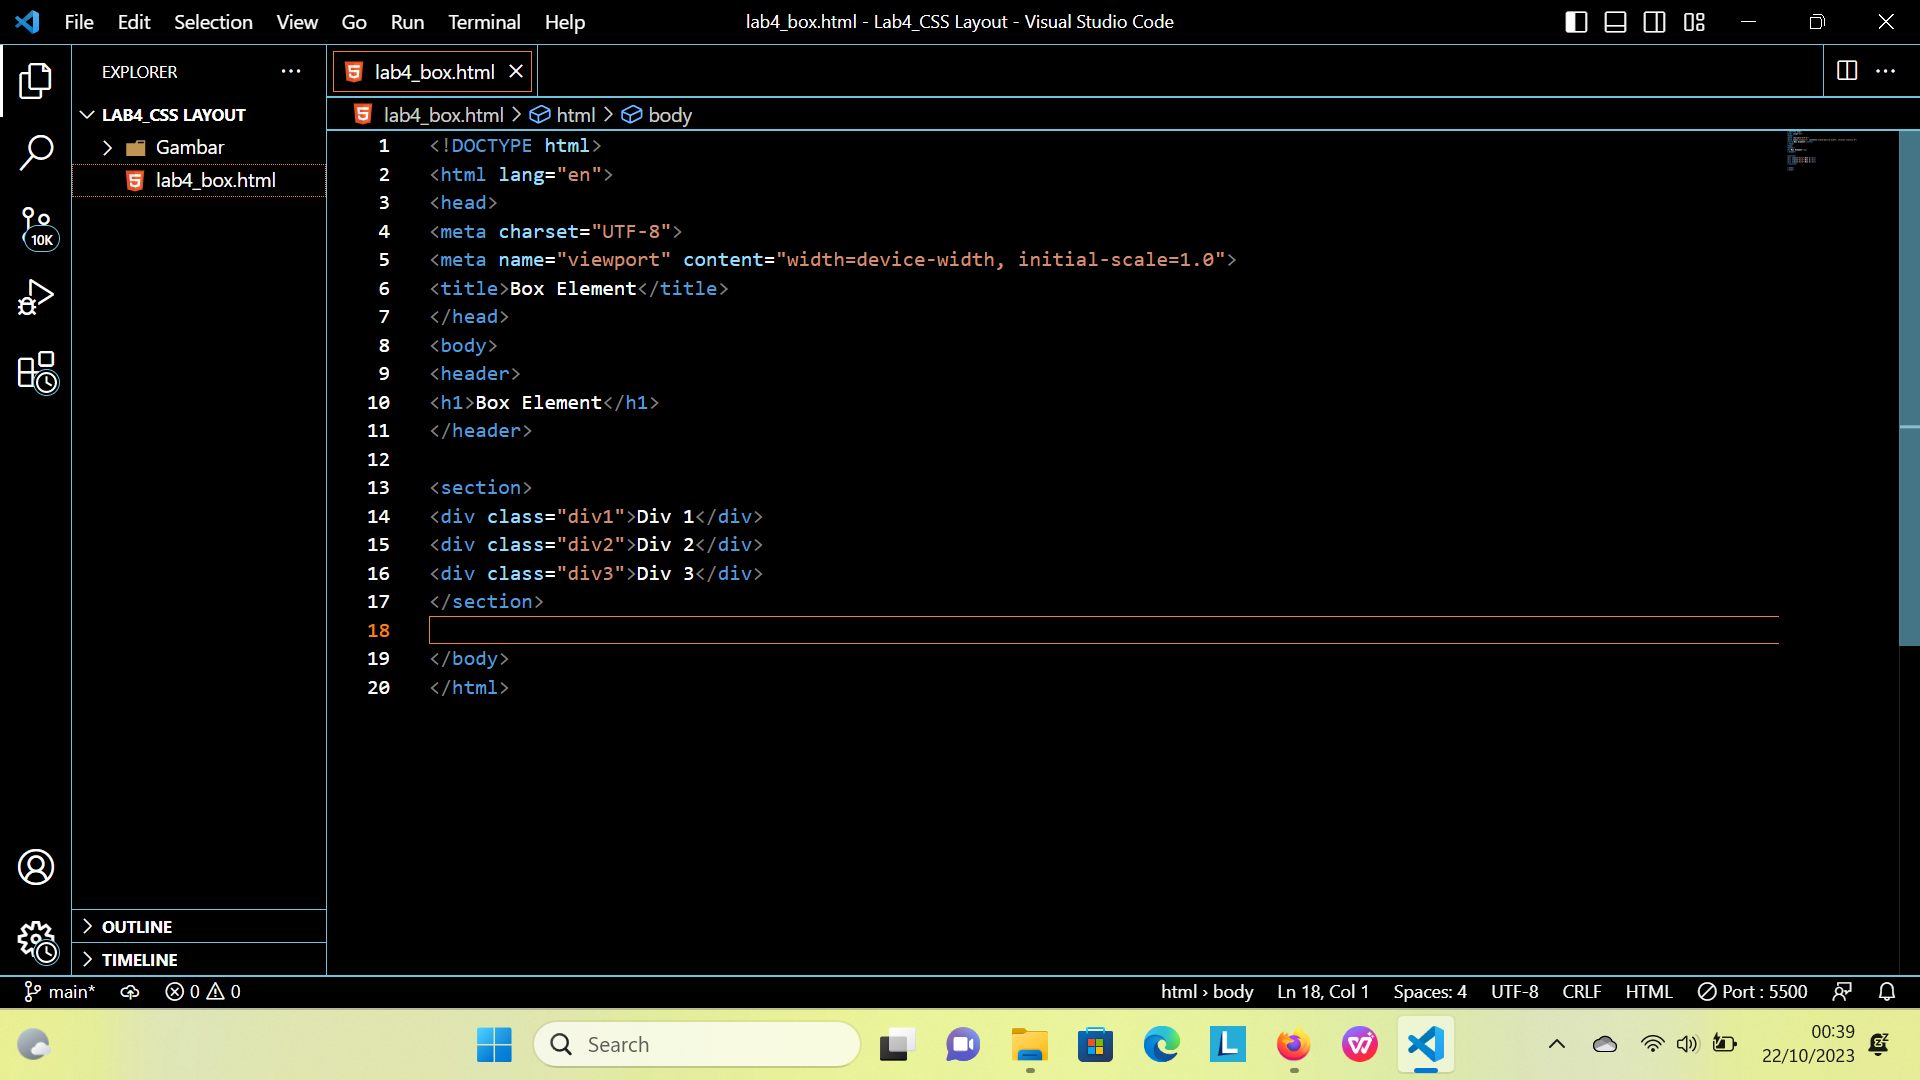 File Edit Selection View Go Run Terminal Help
lab4_box.html - Lab4_CSS Layout - Visual Studio Code
EXPLORER
LAB4_CSS LAYOUT
Gambar
lab4_box.html
10K
OUTLINE
TIMELINE
lab4_box.html
lab4_box.html > html > body
1 <!DOCTYPE html>
2 <html lang="en">
3 <head>
4 <meta charset="UTF-8">
5 <meta name="viewport" content="width=device-width, initial-scale=1.0">
6 <title>Box Element</title>
7 </head>
8 <body>
9 <header>
10 <h1>Box Element</h1>
11 </header>
12
13 <section>
14 <div class="div1">Div 1</div>
15 <div class="div2">Div 2</div>
16 <div class="div3">Div 3</div>
17 </section>
18
19 </body>
20 </html>
main* 0 0 html › body Ln 18, Col 1 Spaces: 4 UTF-8 CRLF HTML Port : 5500
Search
00:39
22/10/2023